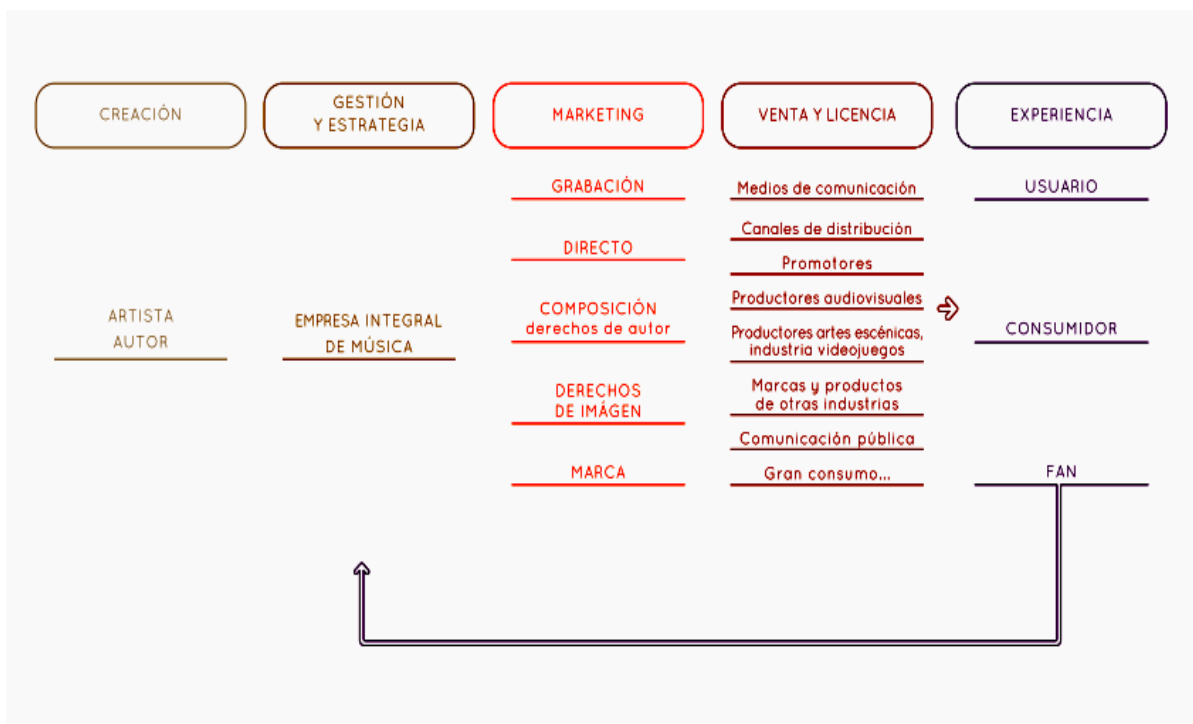 CREACIÓN
GESTIÓN
Y ESTRATEGIA
MARKETING
VENTA Y LICENCIA
EXPERIENCIA
ARTISTA
AUTOR
EMPRESA INTEGRAL
DE MÚSICA
GRABACIÓN
DIRECTO
COMPOSICIÓN
derechos de autor
DERECHOS
DE IMÁGEN
MARCA
Medios de comunicación
Canales de distribución
Promotores
Productores audiovisuales
Productores artes escénicas,
industria videojuegos
Marcas y productos
de otras industrias
Comunicación pública
Gran consumo...
USUARIO
CONSUMIDOR
FAN